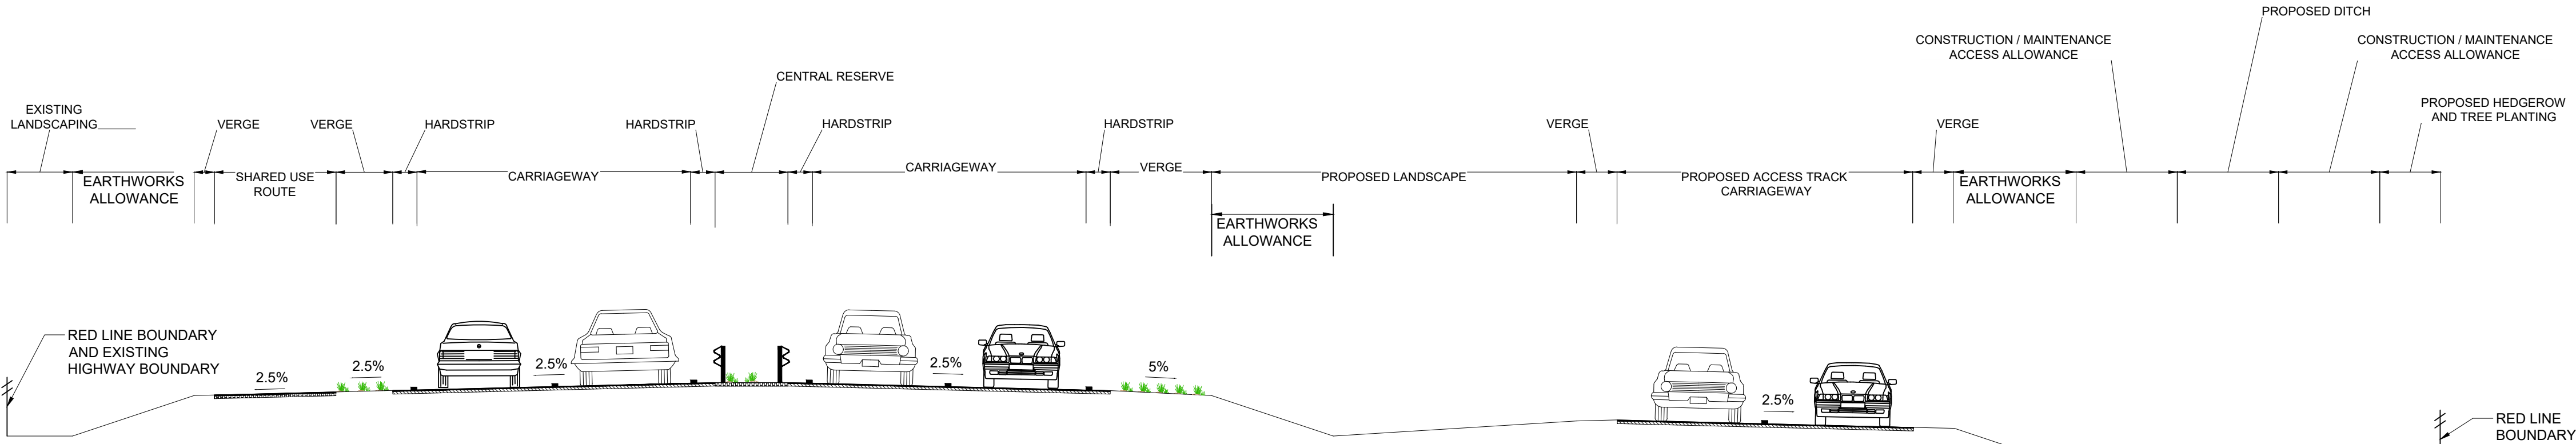 PROPOSED DITCH
CONSTRUCTION / MAINTENANCE
ACCESS ALLOWANCE
CONSTRUCTION / MAINTENANCE
ACCESS ALLOWANCE
CENTRAL RESERVE
EXISTING
LANDSCAPING
VERGE
VERGE
HARDSTRIP
HARDSTRIP
HARDSTRIP
HARDSTRIP
VERGE
VERGE
PROPOSED HEDGEROW
AND TREE PLANTING
EARTHWORKS
ALLOWANCE
SHARED USE
ROUTE
CARRIAGEWAY
CARRIAGEWAY
VERGE
PROPOSED LANDSCAPE
PROPOSED ACCESS TRACK
CARRIAGEWAY
EARTHWORKS
ALLOWANCE
EARTHWORKS
ALLOWANCE
RED LINE BOUNDARY
AND EXISTING
HIGHWAY BOUNDARY
2.5%
2.5%
2.5%
2.5%
5%
2.5%
RED LINE
BOUNDARY